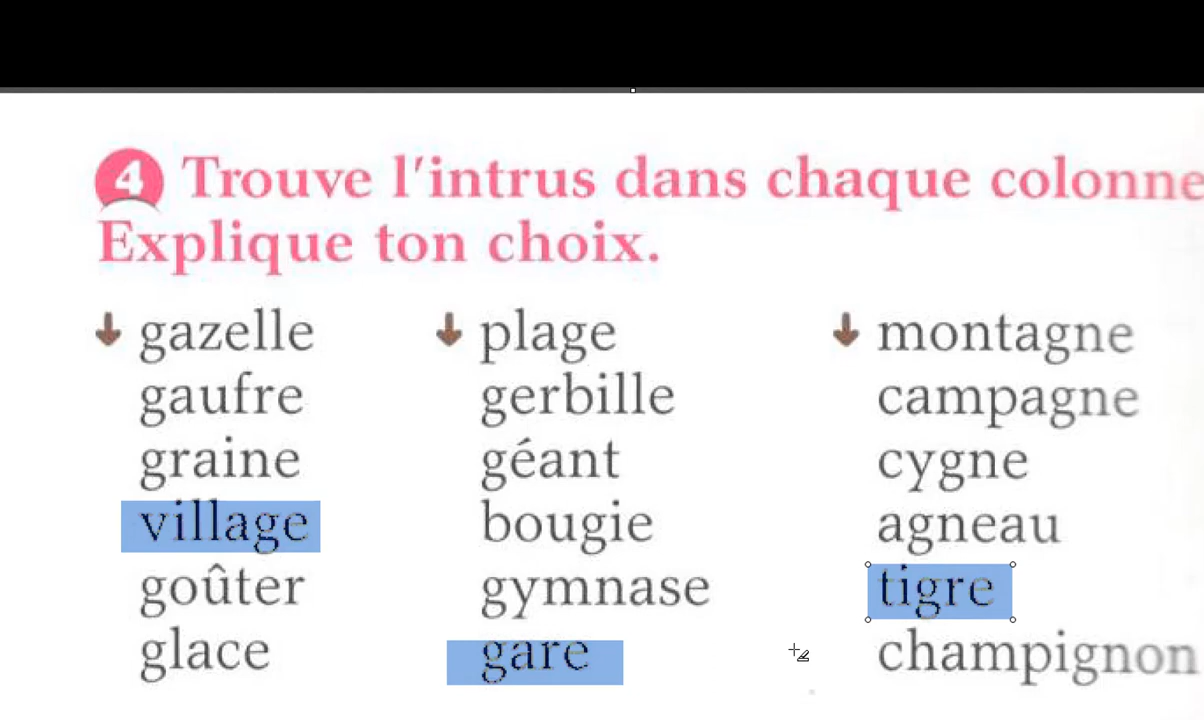 4 Trouve l'intrus dans chaque colonne
Explique ton choix.
gazelle
gaufre
graine
village
goûter
glace
plage
gerbille
géant
bougie
gymnase
gare
montagne
campagne
cygne
agneau
tigre
champignon